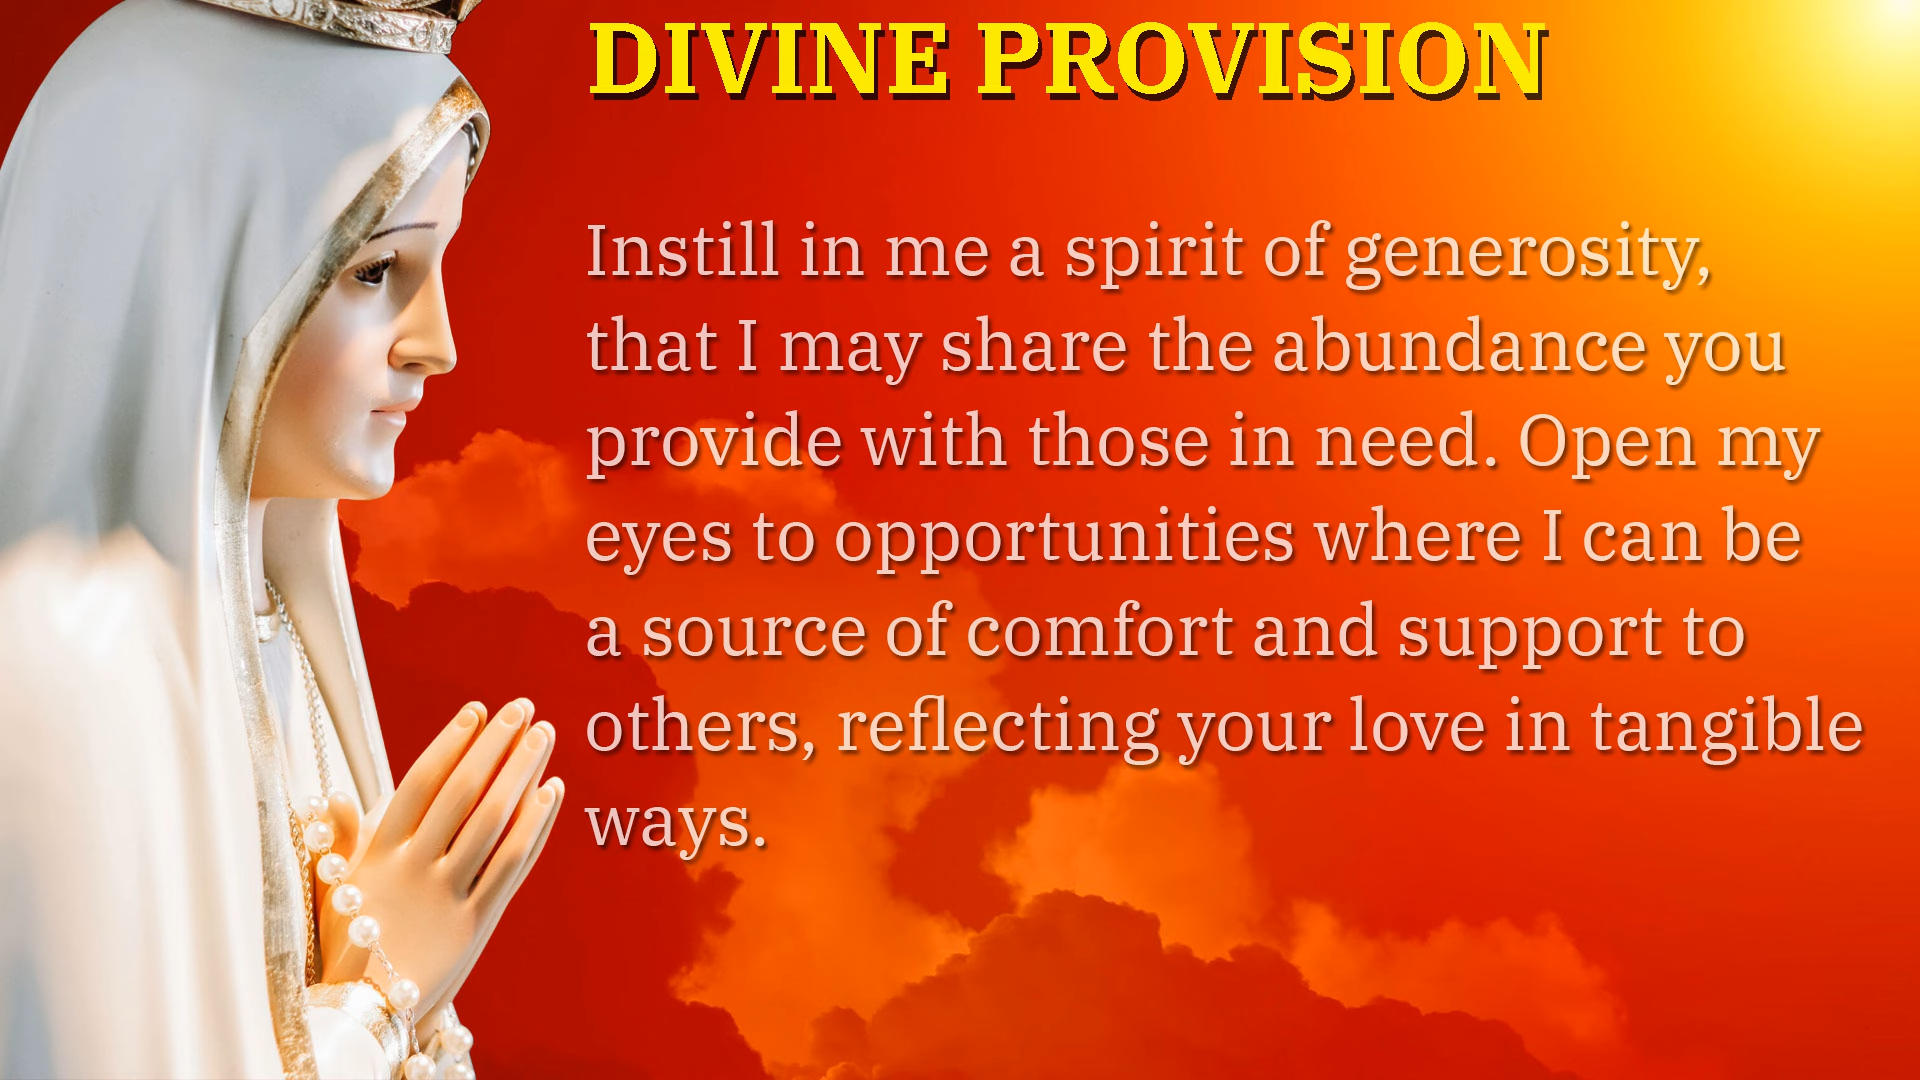 DIVINE PROVISION
Instill in me a spirit of generosity,
that I may share the abundance you
provide with those in need. Open my
eyes to opportunities where I can be
a source of comfort and support to
others, reflecting your love in tangible
ways.